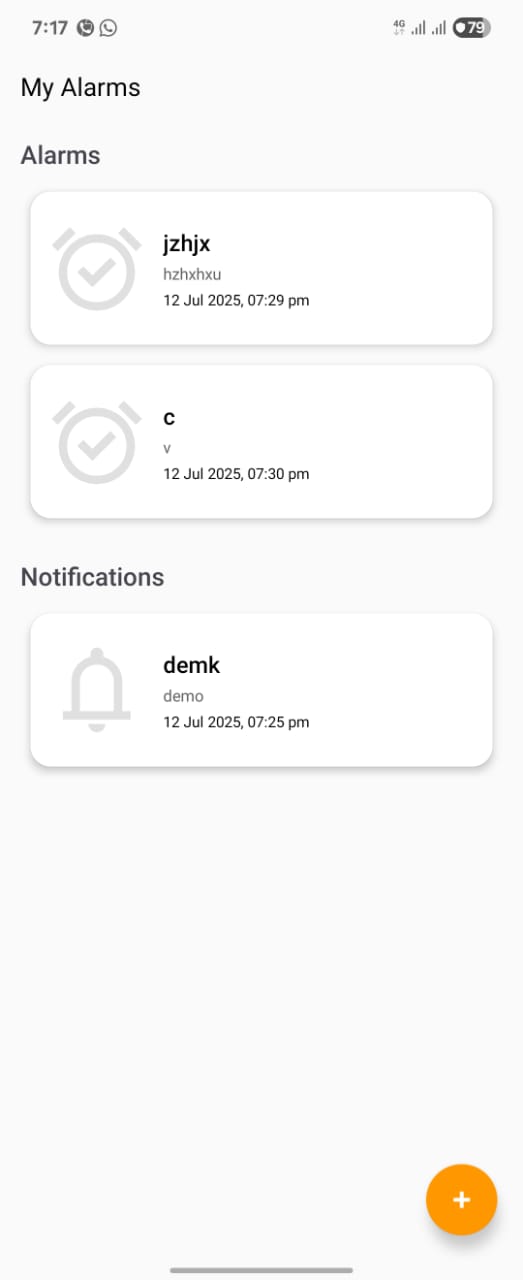 7:17
4G
79
My Alarms
Alarms
jzhjx
hzhxhxu
12 Jul 2025, 07:29 pm
c
v
12 Jul 2025, 07:30 pm
Notifications
demk
demo
12 Jul 2025, 07:25 pm
+